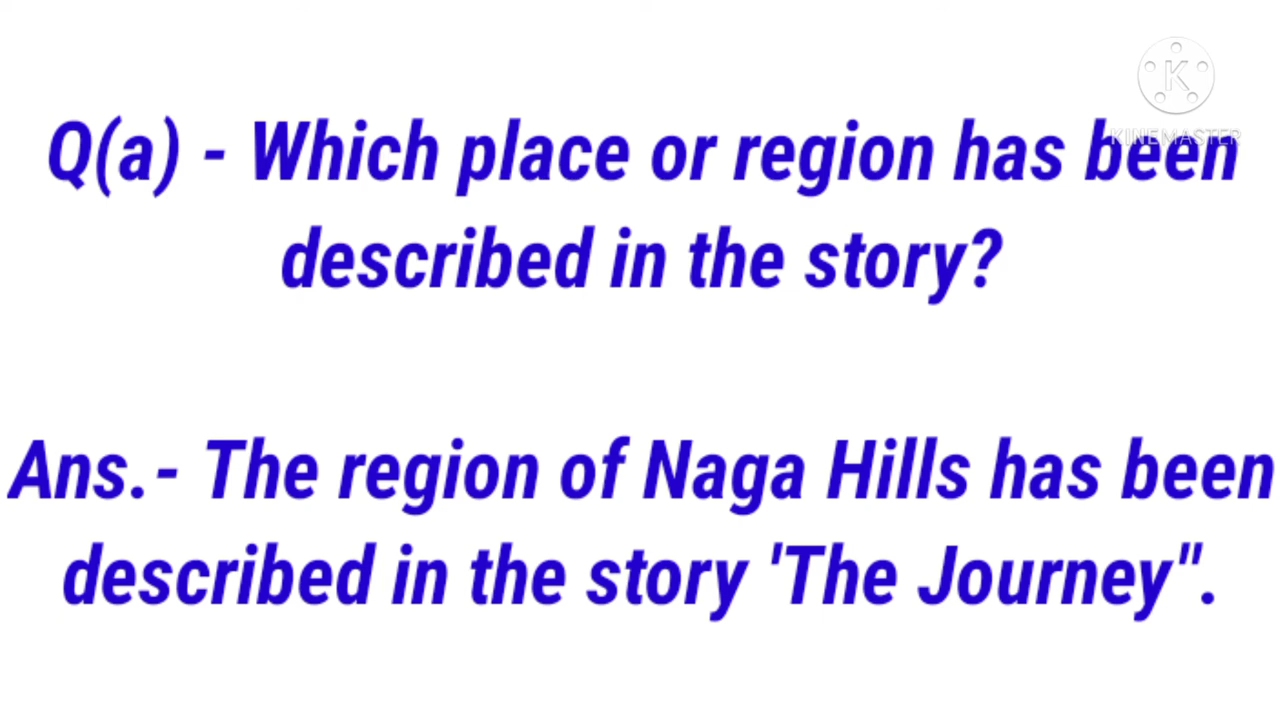 K
KINEMASTER
Q(a) - Which place or region has been
described in the story?
Ans.- The region of Naga Hills has been
described in the story 'The Journey".